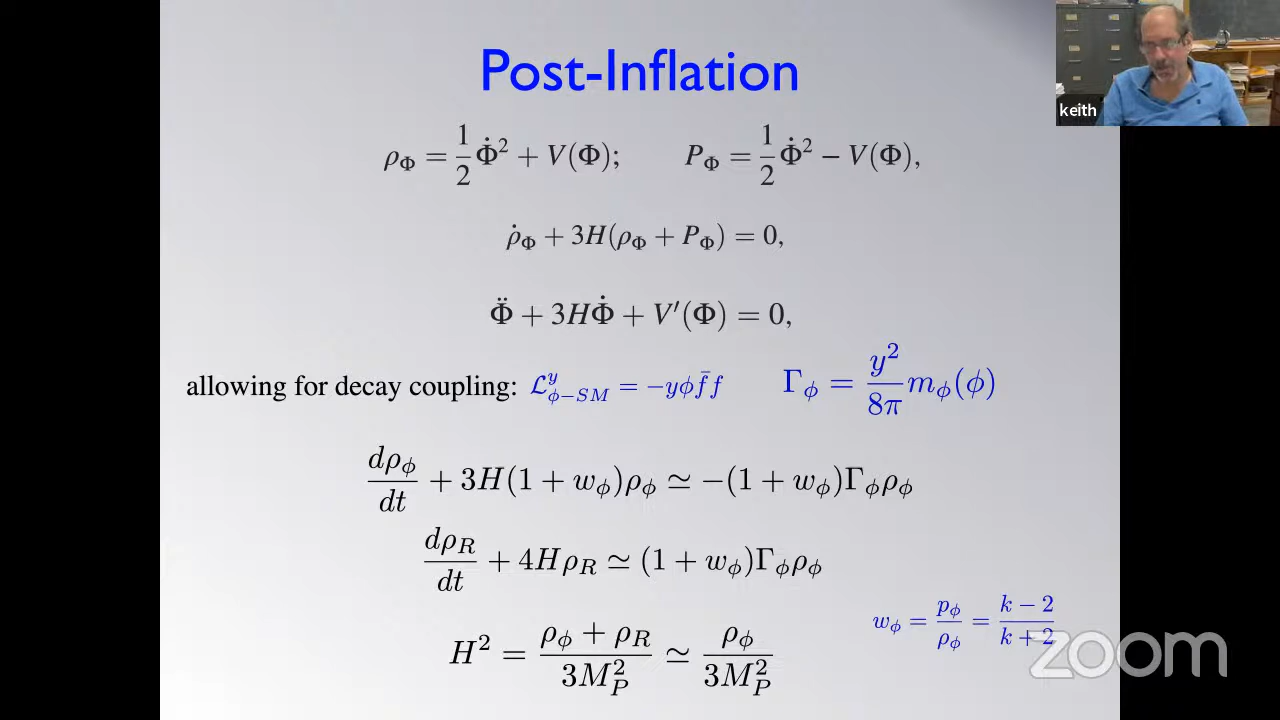 Post-Inflation
keith
ρ_Φ = 1/2 Φ̇² + V(Φ); P_Φ = 1/2 Φ̇² − V(Φ),
ρ̇_Φ + 3H(ρ_Φ + P_Φ) = 0,
Φ̈ + 3HΦ̇ + V′(Φ) = 0,
allowing for decay coupling: ℒ^y_{ϕ−SM} = −yϕf̄f Γ_ϕ = y²/8π m_ϕ(ϕ)
dρ_ϕ/dt + 3H(1 + w_ϕ)ρ_ϕ ≃ −(1 + w_ϕ)Γ_ϕρ_ϕ
dρ_R/dt + 4Hρ_R ≃ (1 + w_ϕ)Γ_ϕρ_ϕ
w_ϕ = p_ϕ/ρ_ϕ = k − 2/k + 2
H² = ρ_ϕ + ρ_R/3M_P² ≃ ρ_ϕ/3M_P²
zoom